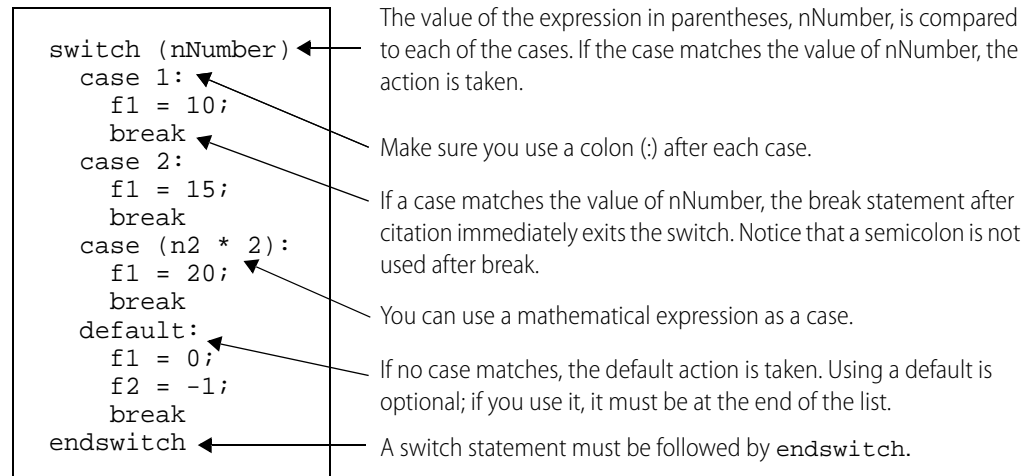 switch (nNumber)
case 1:
f1 = 10;
break
case 2:
f1 = 15;
break
case (n2 * 2):
f1 = 20;
break
default:
f1 = 0;
f2 = -1;
break
endswitch
The value of the expression in parentheses, nNumber, is compared
to each of the cases. If the case matches the value of nNumber, the
action is taken.
Make sure you use a colon (:) after each case.
If a case matches the value of nNumber, the break statement after
citation immediately exits the switch. Notice that a semicolon is not
used after break.
You can use a mathematical expression as a case.
If no case matches, the default action is taken. Using a default is
optional; if you use it, it must be at the end of the list.
A switch statement must be followed by endswitch.